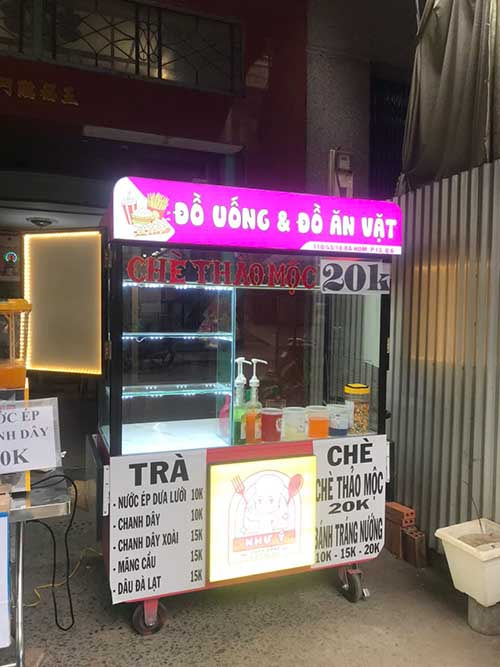 ĐỒ UỐNG & ĐỒ ĂN VẶT
CHÈ THẢO MỘC 20k
TRÀ
- NƯỚC ÉP DƯA LƯỚI 10K
- CHANH DÂY 10K
- CHANH DÂY XOÀI 15K
- MÃNG CẦU 15K
- DÂU ĐÀ LẠT 15K
NHƯ Ý
CHÈ
CHÈ THẢO MỘC
20K
BÁNH TRÁNG NƯỚNG
10K - 15K - 20K
ÉP
DÂY
0K